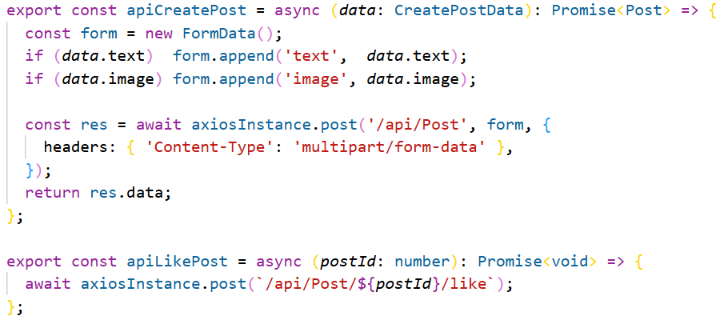 export const apiCreatePost = async (data: CreatePostData): Promise<Post> => {
  const form = new FormData();
  if (data.text)  form.append('text',  data.text);
  if (data.image) form.append('image', data.image);

  const res = await axiosInstance.post('/api/Post', form, {
    headers: { 'Content-Type': 'multipart/form-data' },
  });
  return res.data;
};

export const apiLikePost = async (postId: number): Promise<void> => {
  await axiosInstance.post(`/api/Post/${postId}/like`);
};